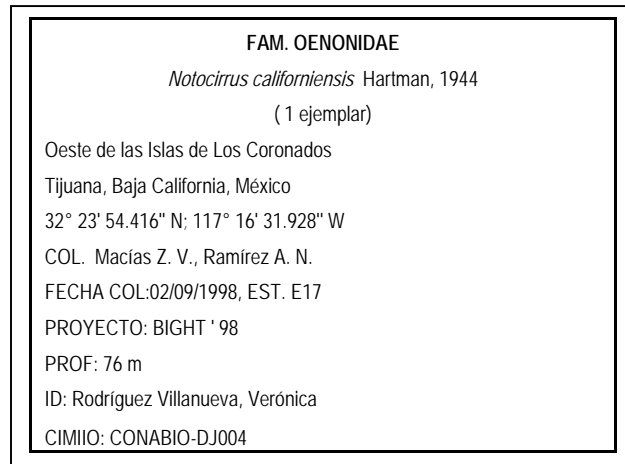 FAM. OENONIDAE
Notocirrus californiensis Hartman, 1944
( 1 ejemplar)
Oeste de las Islas de Los Coronados
Tijuana, Baja California, México
32° 23' 54.416" N; 117° 16' 31.928" W
COL. Macías Z. V., Ramírez A. N.
FECHA COL:02/09/1998, EST. E17
PROYECTO: BIGHT ' 98
PROF: 76 m
ID: Rodríguez Villanueva, Verónica
CIMIIO: CONABIO-DJ004